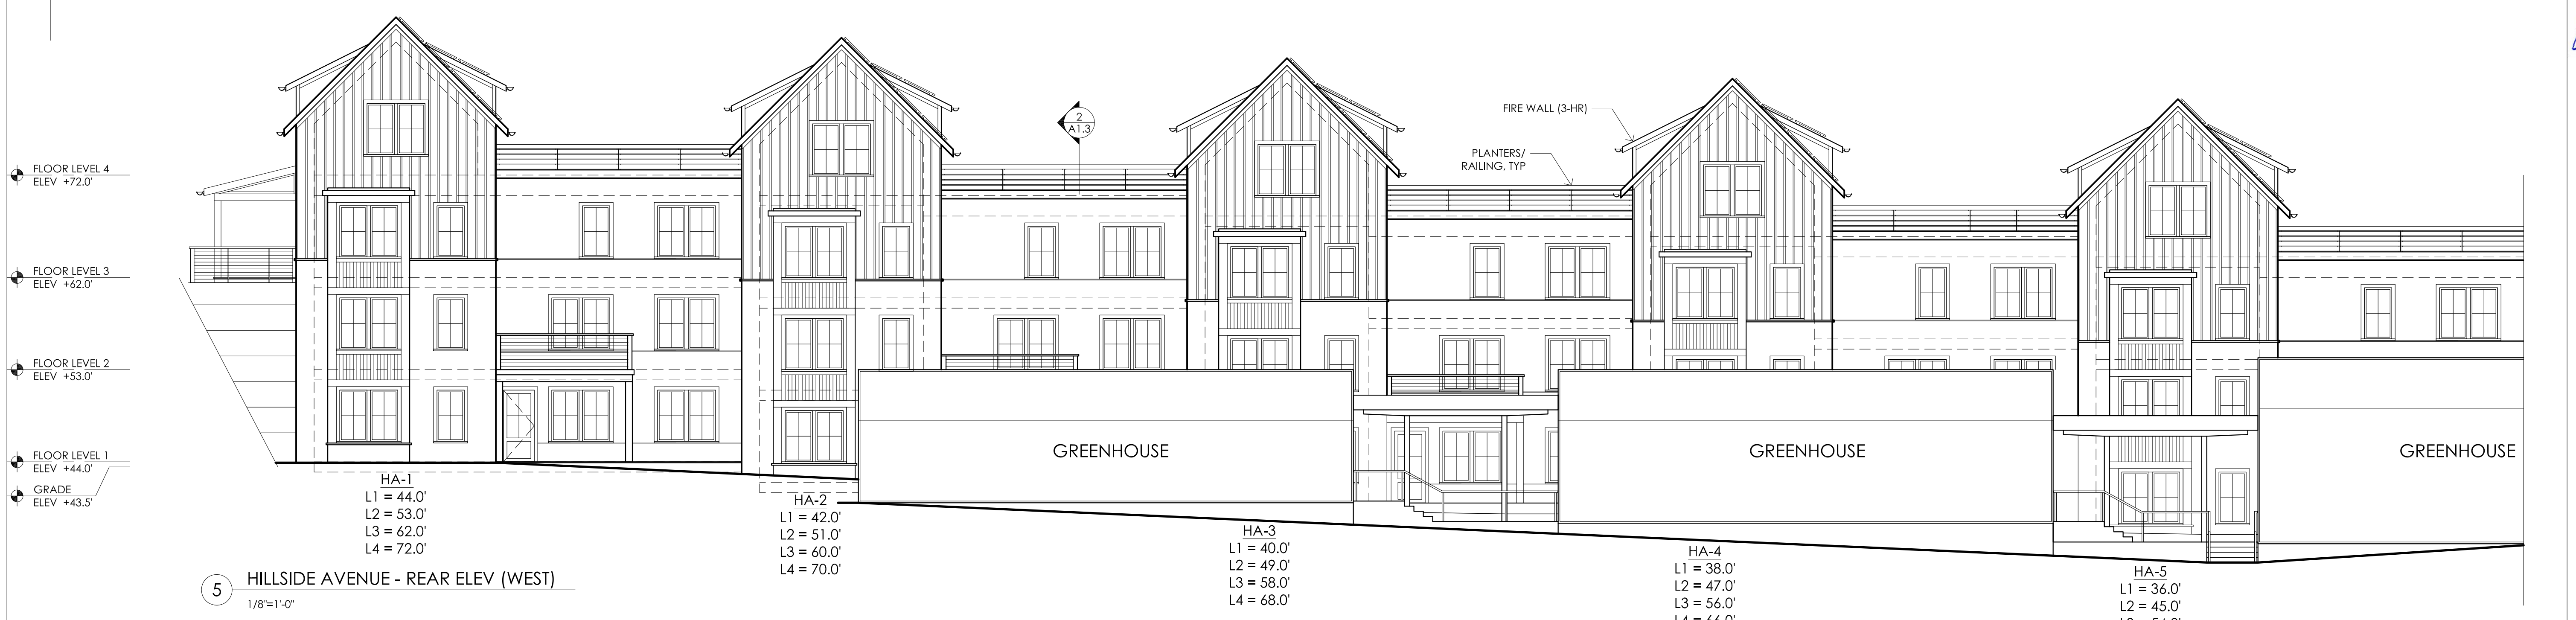 FIRE WALL (3-HR)
2
A1.3
PLANTERS/
RAILING, TYP
FLOOR LEVEL 4
ELEV +72.0'
FLOOR LEVEL 3
ELEV +62.0'
FLOOR LEVEL 2
ELEV +53.0'
FLOOR LEVEL 1
ELEV +44.0'
GRADE
ELEV +43.5'
GREENHOUSE
GREENHOUSE
GREENHOUSE
HA-1
L1 = 44.0'
L2 = 53.0'
L3 = 62.0'
L4 = 72.0'
HA-2
L1 = 42.0'
L2 = 51.0'
L3 = 60.0'
L4 = 70.0'
HA-3
L1 = 40.0'
L2 = 49.0'
L3 = 58.0'
L4 = 68.0'
HA-4
L1 = 38.0'
L2 = 47.0'
L3 = 56.0'
L4 = 66.0'
HA-5
L1 = 36.0'
L2 = 45.0'
5
HILLSIDE AVENUE - REAR ELEV (WEST)
1/8"=1'-0"